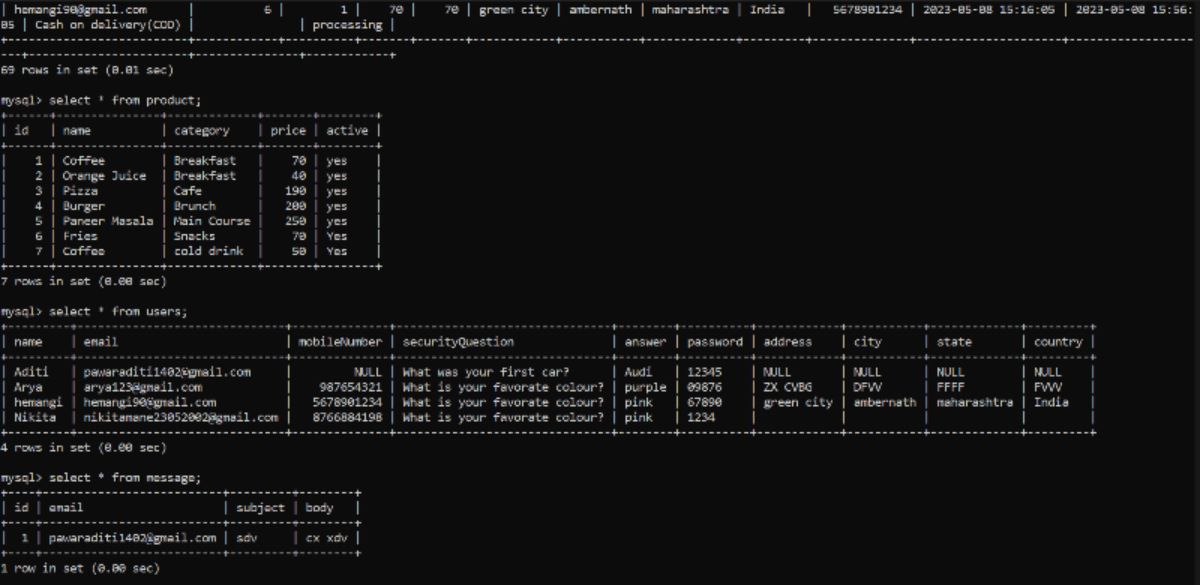 | hemangi90@gmail.com | 6 | 1 | 70 | 70 | green city | ambernath | maharashtra | India | 5678901234 | 2023-05-08 15:16:05 | 2023-05-08 15:56:
05 | Cash on delivery(COD) | | processing |
69 rows in set (0.01 sec)
mysql> select * from product;
| id | name | category | price | active |
| 1 | Coffee | Breakfast | 70 | yes |
| 2 | Orange Juice | Breakfast | 40 | yes |
| 3 | Pizza | Cafe | 190 | yes |
| 4 | Burger | Brunch | 200 | yes |
| 5 | Paneer Masala | Main Course | 250 | yes |
| 6 | Fries | Snacks | 70 | Yes |
| 7 | Coffee | cold drink | 50 | Yes |
7 rows in set (0.00 sec)
mysql> select * from users;
| name | email | mobileNumber | securityQuestion | answer | password | address | city | state | country |
| Aditi | pawaraditi1402@gmail.com | NULL | What was your first car? | Audi | 12345 | NULL | NULL | NULL | NULL |
| Arya | arya123@gmail.com | 987654321 | What is your favorate colour? | purple | 09876 | ZX CVBG | DFVV | FFFF | FVVV |
| hemangi | hemangi90@gmail.com | 5678901234 | What is your favorate colour? | pink | 67890 | green city | ambernath | maharashtra | India |
| Nikita | nikitamane23052002@gmail.com | 8766884198 | What is your favorate colour? | pink | 1234 | | | | |
4 rows in set (0.00 sec)
mysql> select * from message;
| id | email | subject | body |
| 1 | pawaraditi1402@gmail.com | sdv | cx xdv |
1 row in set (0.00 sec)